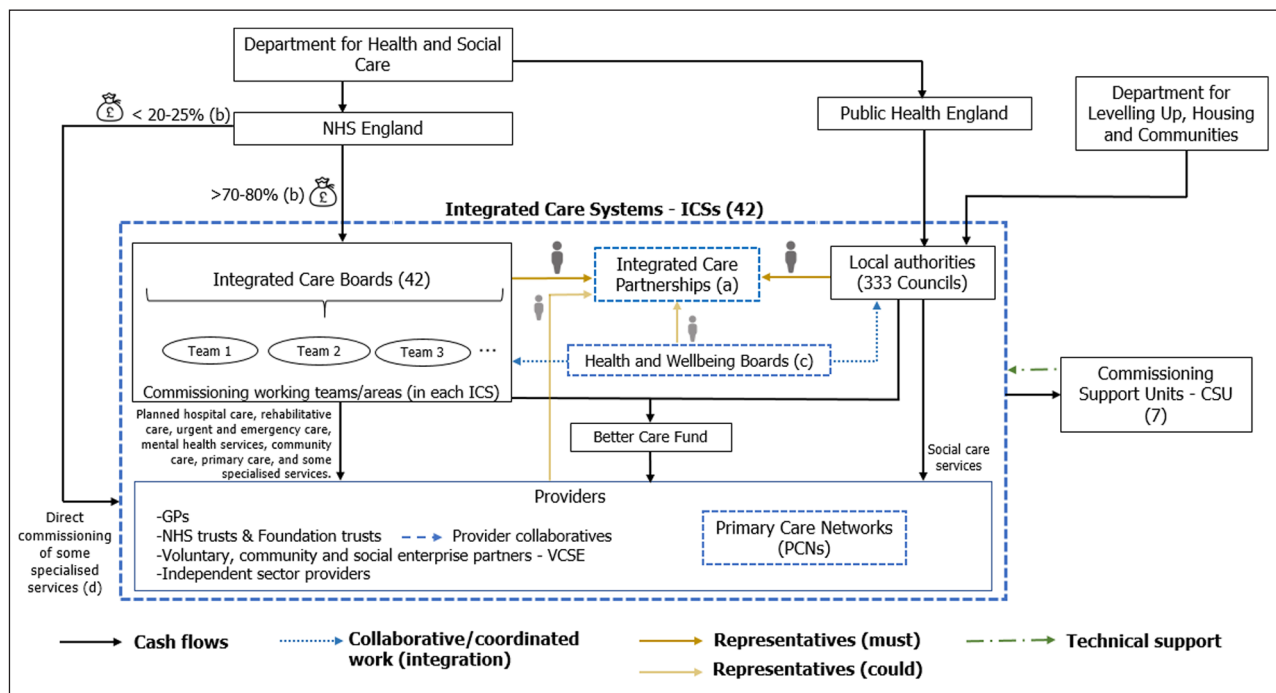 Department for Health and Social
Care
£
< 20-25% (b)
NHS England
Public Health England
Department for
Levelling Up, Housing
and Communities
>70-80% (b)
£
Integrated Care Systems - ICSs (42)
Integrated Care Boards (42)
Integrated Care
Partnerships (a)
Local authorities
(333 Councils)
Team 1
Team 2
Team 3
...
Health and Wellbeing Boards (c)
Commissioning working teams/areas (in each ICS)
Commissioning
Support Units - CSU
(7)
Planned hospital care, rehabilitative
care, urgent and emergency care,
mental health services, community
care, primary care, and some
specialised services.
Better Care Fund
Social care
services
Providers
-GPs
-NHS trusts & Foundation trusts
Provider collaboratives
-Voluntary, community and social enterprise partners - VCSE
-Independent sector providers
Primary Care Networks
(PCNs)
Direct
commissioning
of some
specialised
services (d)
Cash flows
Collaborative/coordinated
work (integration)
Representatives (must)
Representatives (could)
Technical support